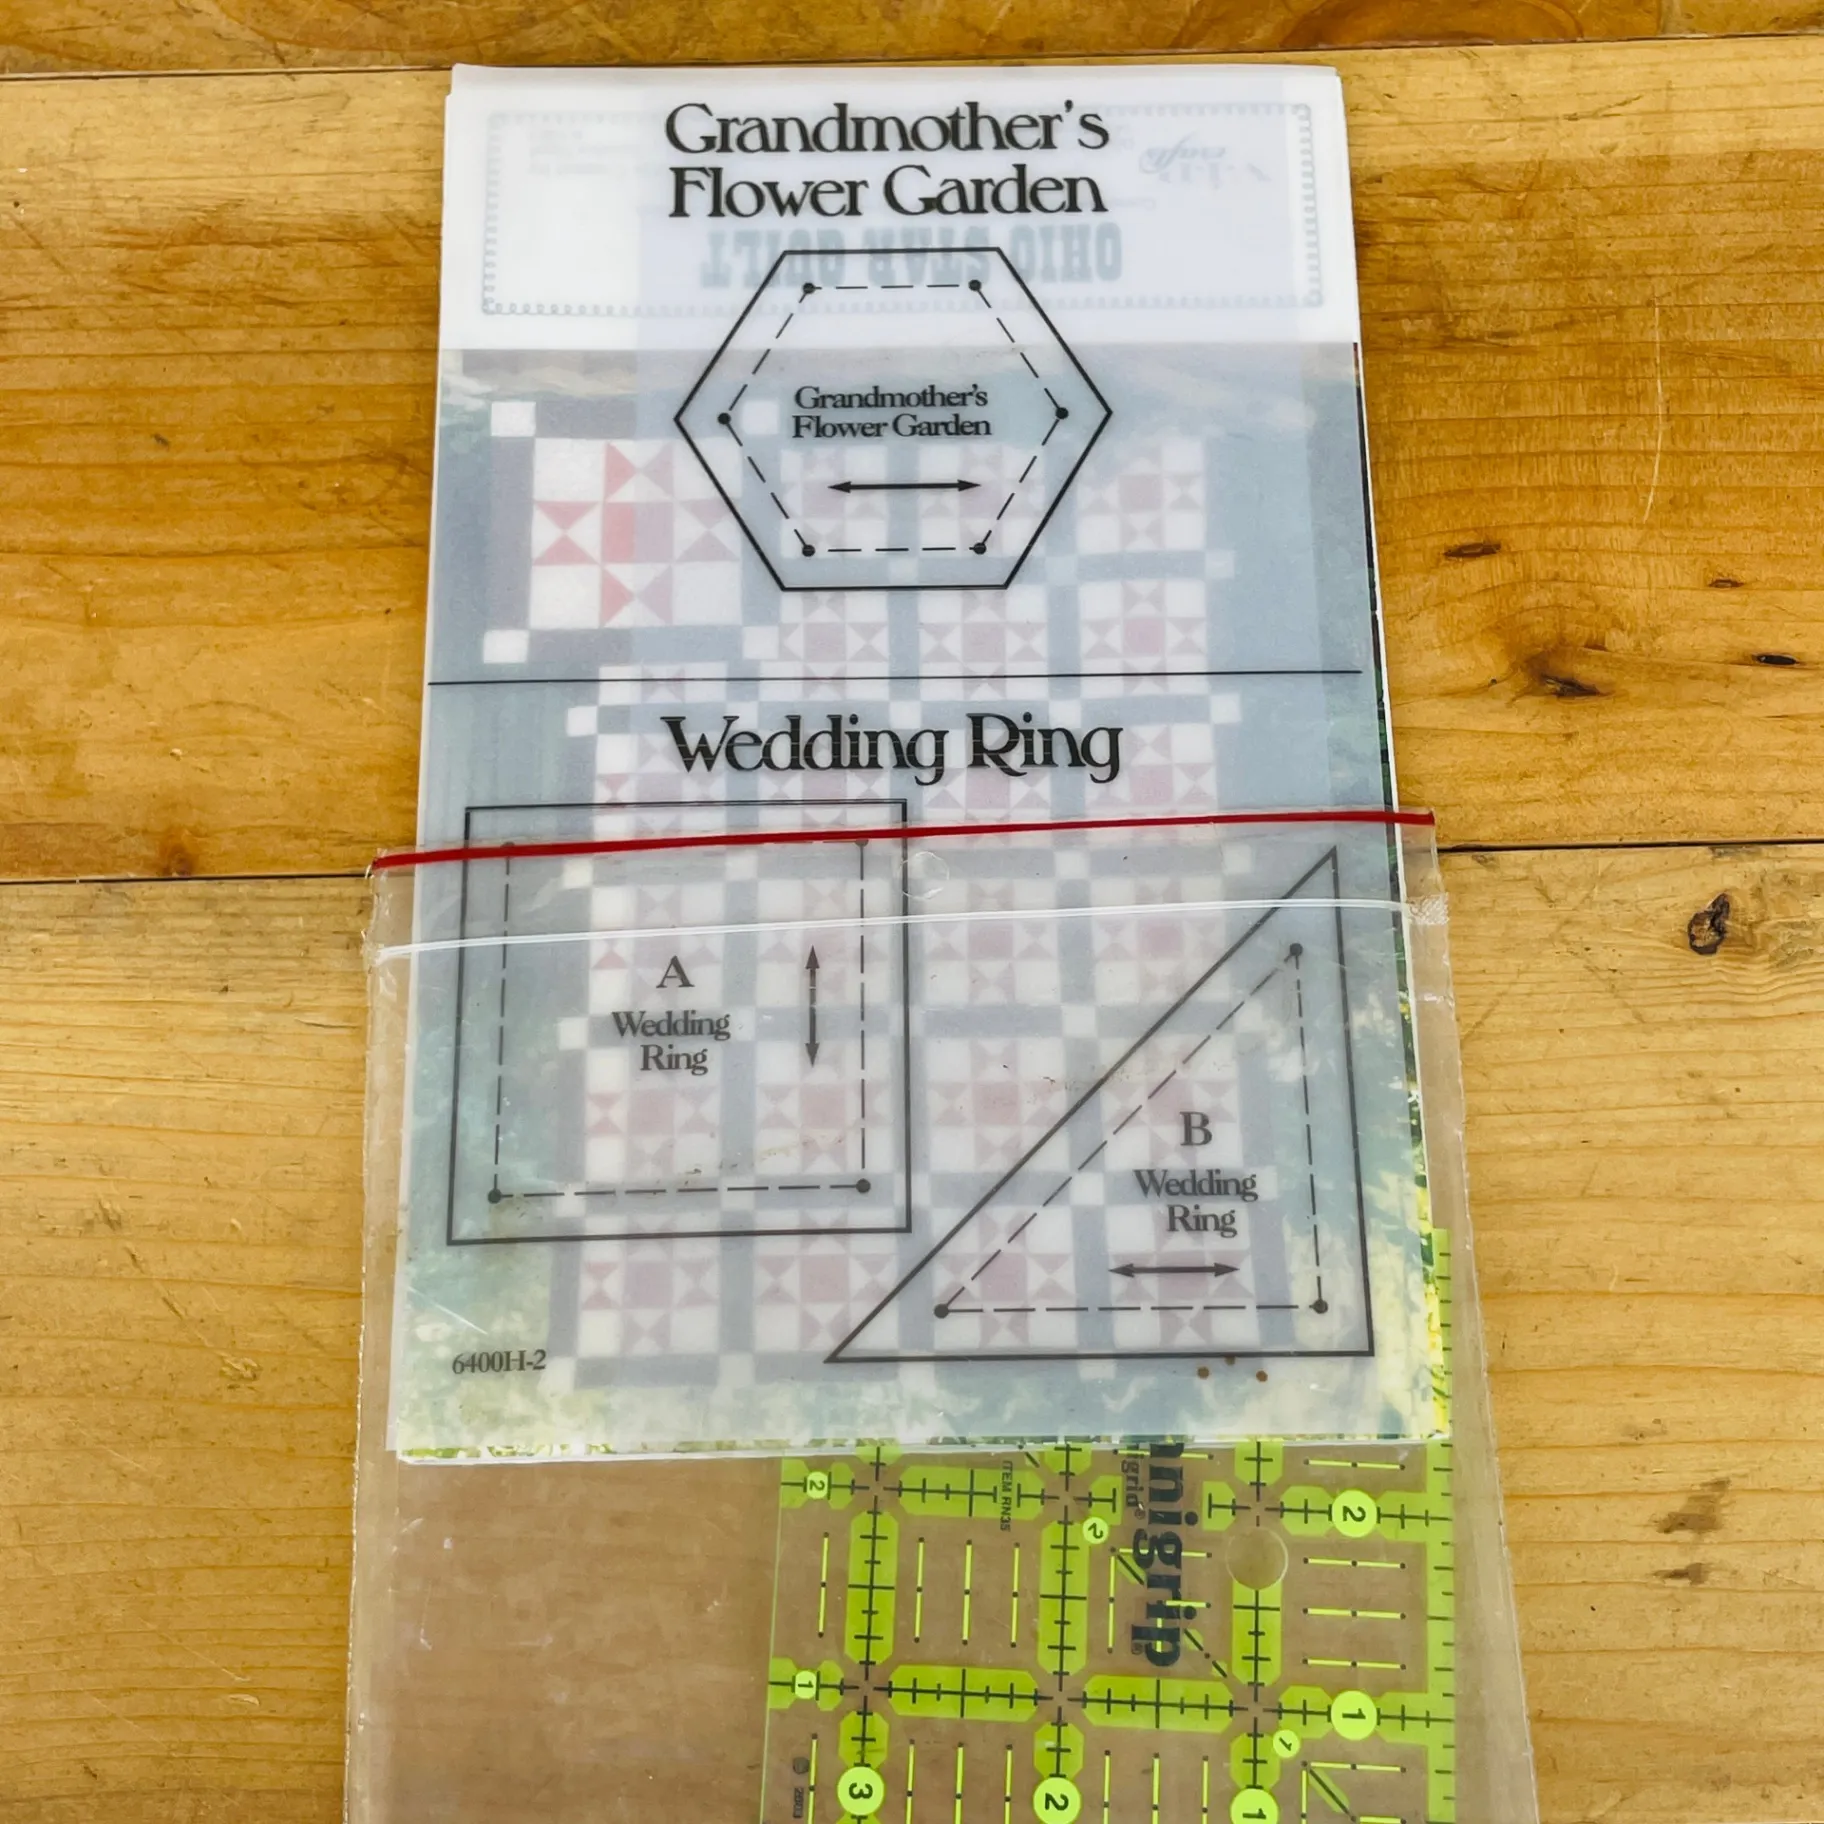 Grandmother's
Flower Garden
OHIO STAR QUILT
Grandmother's
Flower Garden
Wedding Ring
A
Wedding
Ring
B
Wedding
Ring
6400H-2
2
ITEM RN35
2
2
1
1
1
3
2
1
© 2003